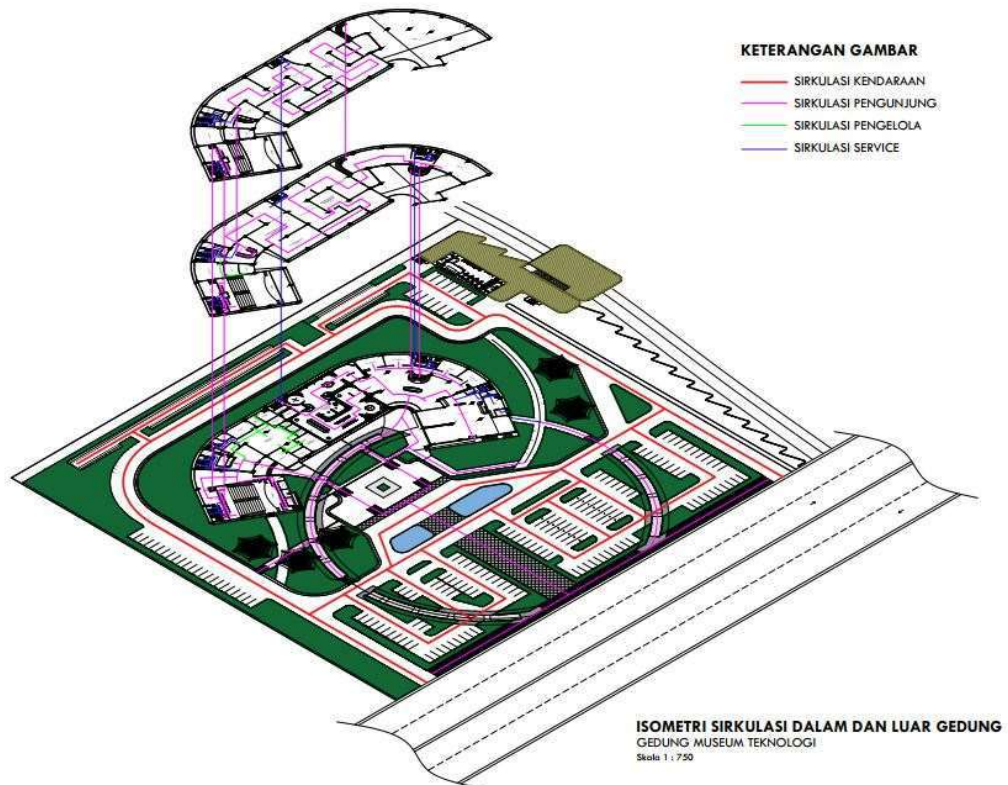 KETERANGAN GAMBAR
SIRKULASI KENDARAAN
SIRKULASI PENGUNJUNG
SIRKULASI PENGELOLA
SIRKULASI SERVICE
ISOMETRI SIRKULASI DALAM DAN LUAR GEDUNG
GEDUNG MUSEUM TEKNOLOGI
Skala 1 : 750